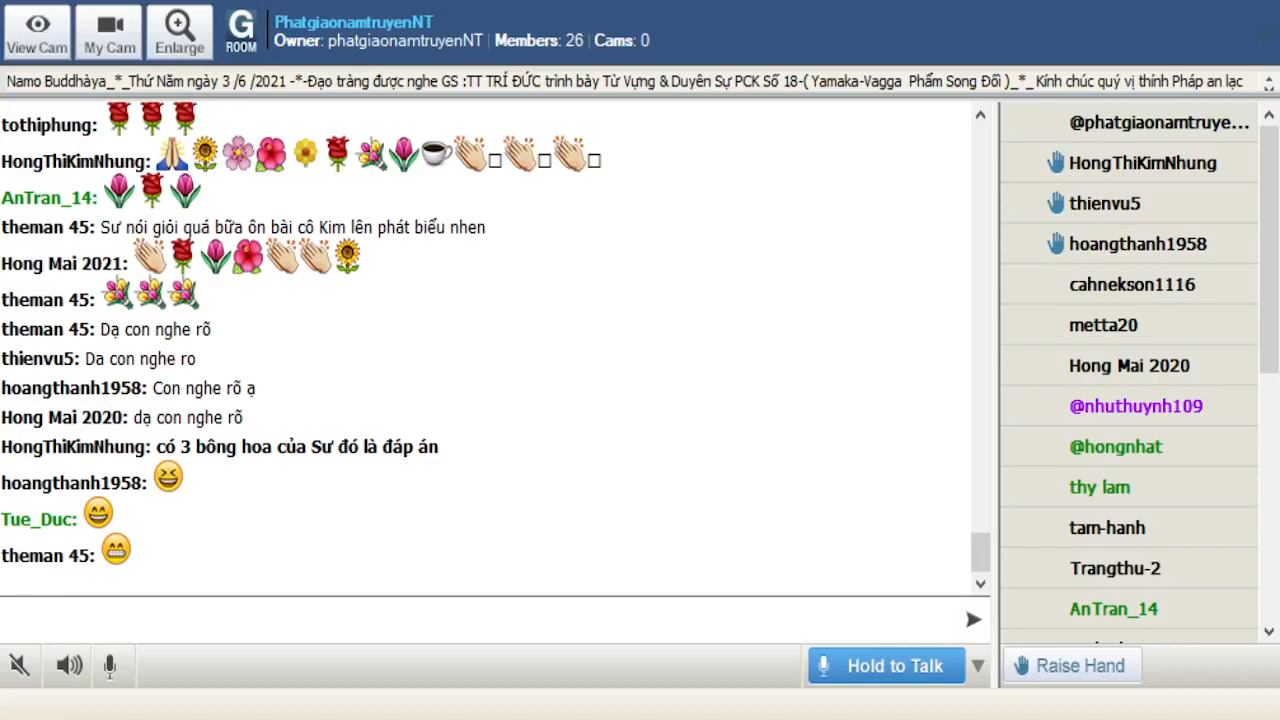 View Cam
My Cam
Enlarge
G
ROOM
PhatgiaonamtruyenNT
Owner: phatgiaonamtruyenNT | Members: 26 | Cams: 0
Namo Buddhàya_*_Thứ Năm ngày 3 /6 /2021 -*-Đạo tràng được nghe GS :TT TRÍ ĐỨC trình bày Từ Vựng & Duyên Sự PCK Số 18-( Yamaka-Vagga Phẩm Song Đối )_*_ Kính chúc quý vị thính Pháp an lạc
tothiphung:
HongThiKimNhung:
AnTran_14:
theman 45: Sư nói giỏi quá bữa ôn bài cô Kim lên phát biểu nhen
Hong Mai 2021:
theman 45:
theman 45: Dạ con nghe rõ
thienvu5: Da con nghe ro
hoangthanh1958: Con nghe rõ ạ
Hong Mai 2020: dạ con nghe rõ
HongThiKimNhung: có 3 bông hoa của Sư đó là đáp án
hoangthanh1958:
Tue_Duc:
theman 45:
Hold to Talk
@phatgiaonamtruye...
HongThiKimNhung
thienvu5
hoangthanh1958
cahnekson1116
metta20
Hong Mai 2020
@nhuthuynh109
@hongnhat
thy lam
tam-hanh
Trangthu-2
AnTran_14
Raise Hand